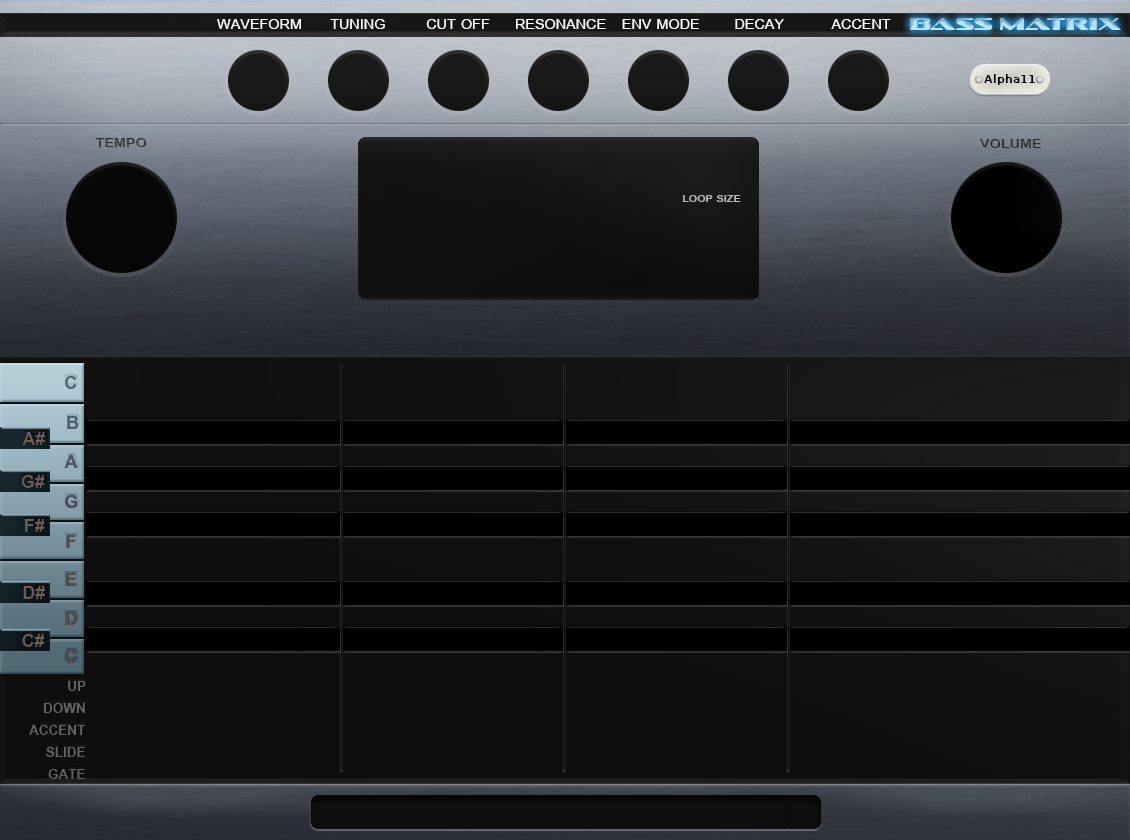 WAVEFORM TUNING CUT OFF RESONANCE ENV MODE DECAY ACCENT BASS MATRIX
Alpha11
TEMPO
VOLUME
LOOP SIZE
C
B
A#
A
G#
G
F#
F
E
D#
D
C#
C
UP
DOWN
ACCENT
SLIDE
GATE